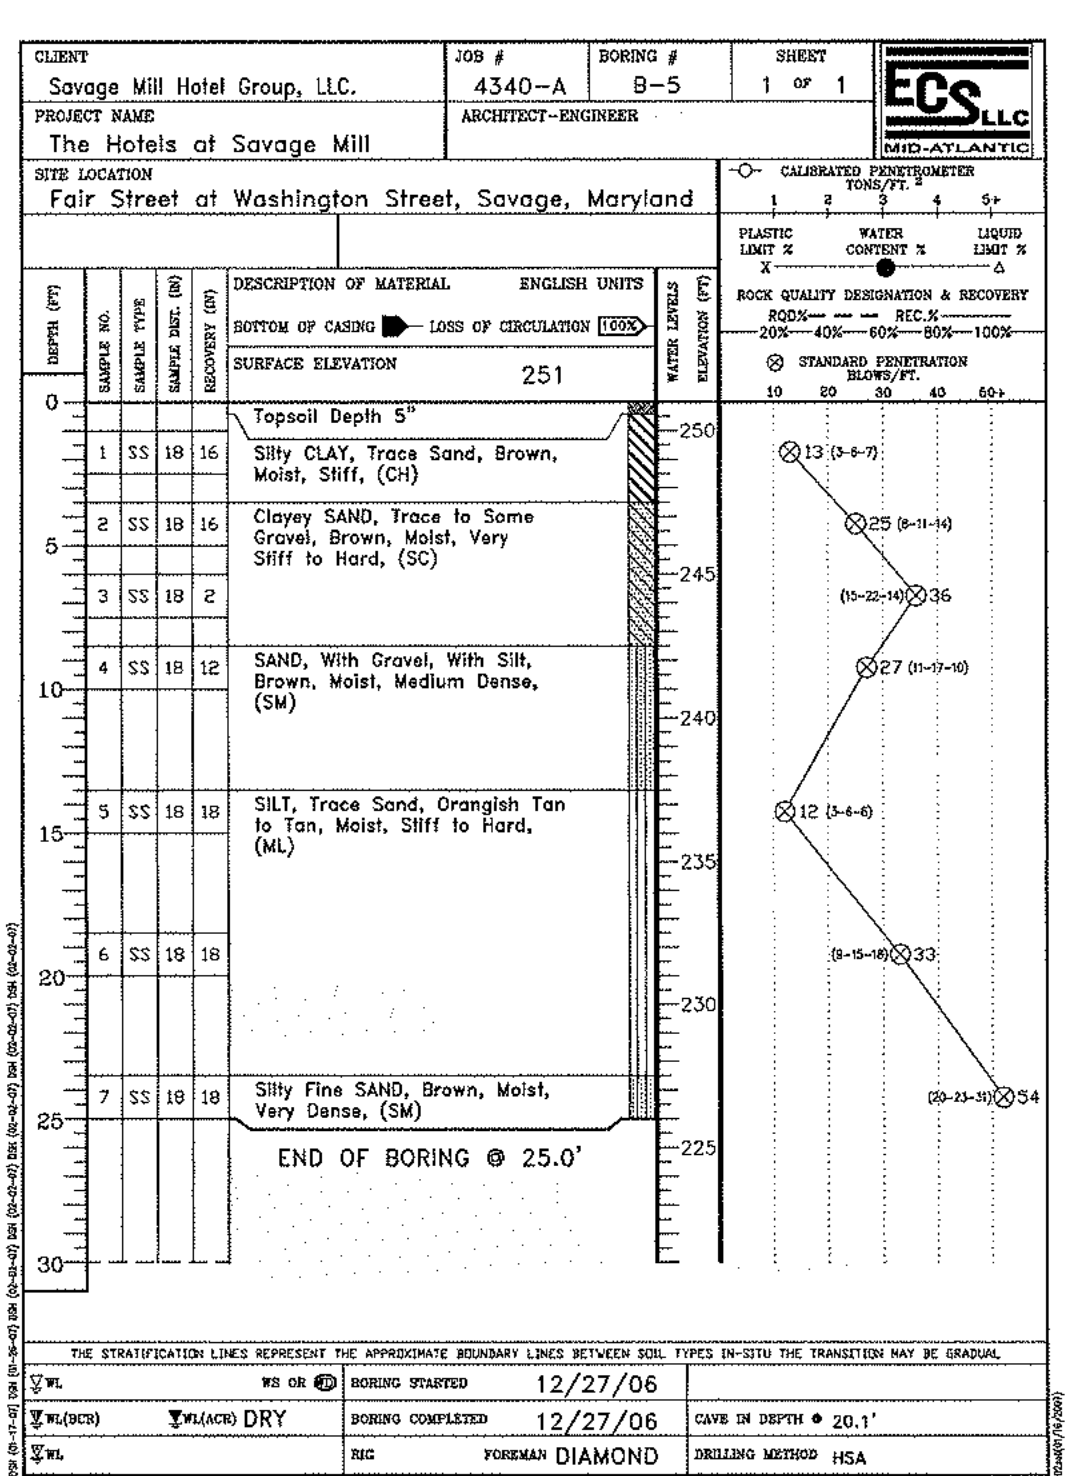 CLIENT
Savage Mill Hotel Group, LLC.
JOB #
4340-A
BORING #
B-5
SHEET
1 OF 1
ECS LLC
MID-ATLANTIC
PROJECT NAME
The Hotels at Savage Mill
ARCHITECT-ENGINEER
SITE LOCATION
Fair Street at Washington Street, Savage, Maryland
CALIBRATED PENETROMETER
TONS/FT. 2
1 2 3 4 5+
PLASTIC LIMIT %
WATER CONTENT %
LIQUID LIMIT %
X
ROCK QUALITY DESIGNATION & RECOVERY
RQD% REC.%
20% 40% 60% 80% 100%
STANDARD PENETRATION
BLOWS/FT.
10 20 30 40 50+
DEPTH (FT)
SAMPLE NO.
SAMPLE TYPE
SAMPLE DIST. (IN)
RECOVERY (IN)
DESCRIPTION OF MATERIAL ENGLISH UNITS
BOTTOM OF CASING LOSS OF CIRCULATION 100%
SURFACE ELEVATION 251
WATER LEVELS
ELEVATION (FT)
0
Topsoil Depth 5"
250
1 SS 18 16
Silty CLAY, Trace Sand, Brown,
Moist, Stiff, (CH)
13 (3-6-7)
2 SS 18 16
Clayey SAND, Trace to Some
Gravel, Brown, Moist, Very
Stiff to Hard, (SC)
25 (8-11-14)
5
245
3 SS 18 2
(15-22-14) 36
4 SS 18 12
SAND, With Gravel, With Silt,
Brown, Moist, Medium Dense,
(SM)
27 (11-17-10)
10
240
5 SS 18 18
SILT, Trace Sand, Orangish Tan
to Tan, Moist, Stiff to Hard,
(ML)
12
15
235
6 SS 18 18
(9-15-18) 33
20
230
7 SS 18 18
Silty Fine SAND, Brown, Moist,
Very Dense, (SM)
(20-23-31) 54
25
END OF BORING @ 25.0'
225
30
THE STRATIFICATION LINES REPRESENT THE APPROXIMATE BOUNDARY LINES BETWEEN SOIL TYPES IN-SITU THE TRANSITION MAY BE GRADUAL
WL WS OR WD
BORING STARTED 12/27/06
WL(BCR) WL(ACR) DRY
BORING COMPLETED 12/27/06
CAVE IN DEPTH @ 20.1'
WL
RIG FOREMAN DIAMOND
DRILLING METHOD HSA